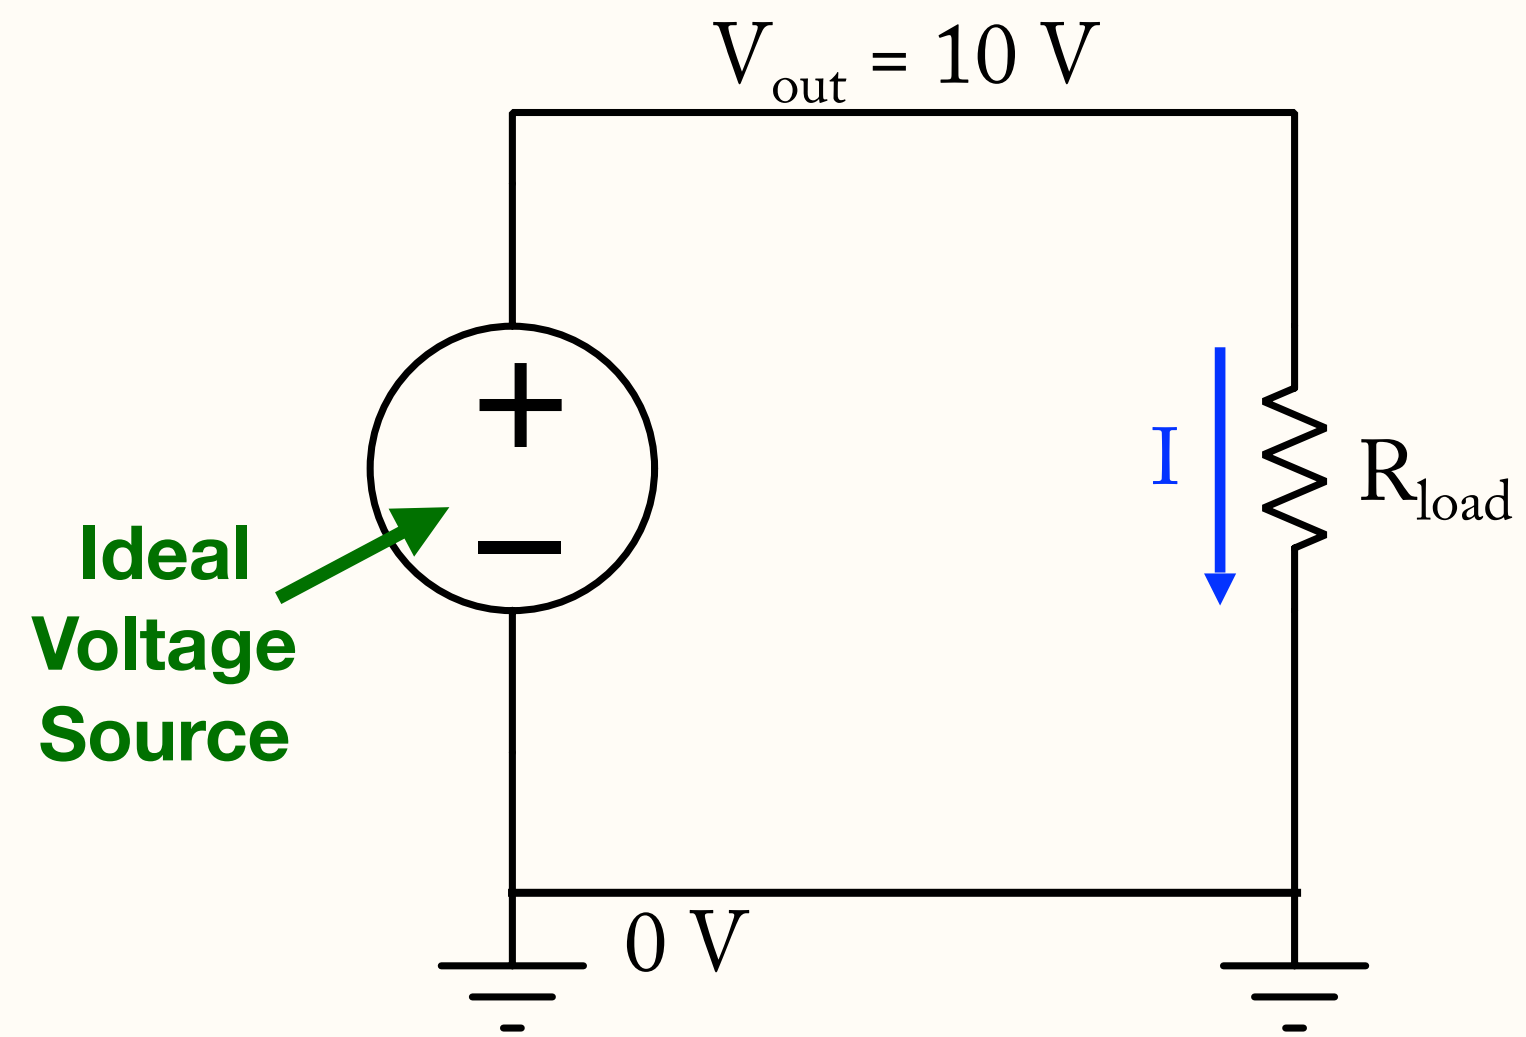 Vout = 10 V
+
I
Rload
−
Ideal
Voltage
Source
0 V